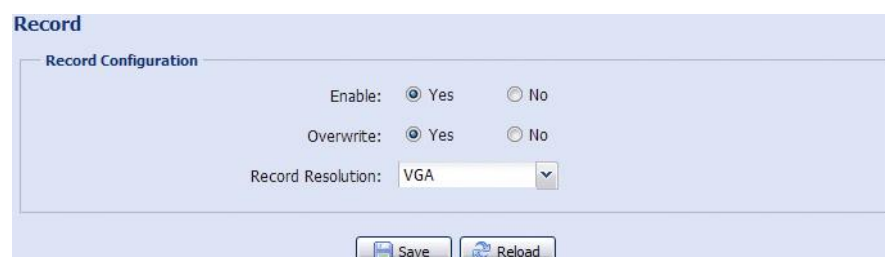 Record
Record Configuration
Enable: Yes No
Overwrite: Yes No
Record Resolution: VGA
Save Reload